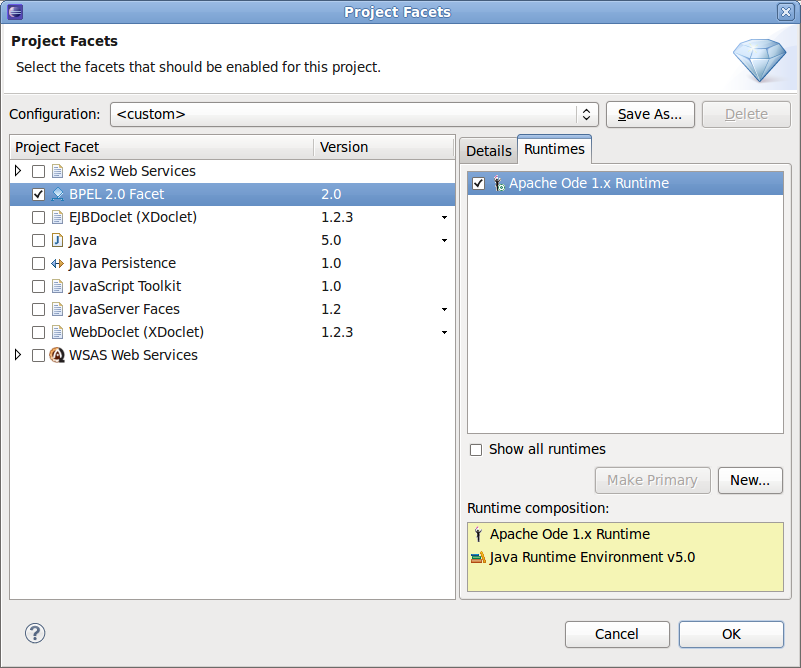 Project Facets
Project Facets
Select the facets that should be enabled for this project.
Configuration: <custom> Save As... Delete
Project Facet Version
Axis2 Web Services
BPEL 2.0 Facet 2.0
EJBDoclet (XDoclet) 1.2.3
Java 5.0
Java Persistence 1.0
JavaScript Toolkit 1.0
JavaServer Faces 1.2
WebDoclet (XDoclet) 1.2.3
WSAS Web Services
Details Runtimes
Apache Ode 1.x Runtime
Show all runtimes
Make Primary New...
Runtime composition:
Apache Ode 1.x Runtime
Java Runtime Environment v5.0
? Cancel OK